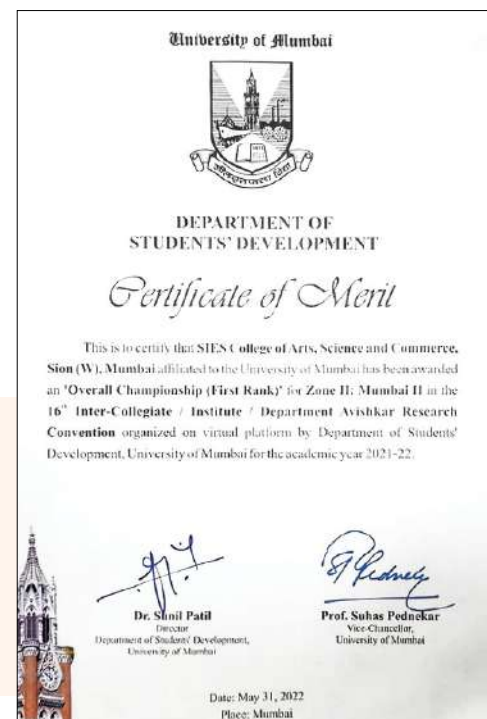 University of Mumbai
DEPARTMENT OF
STUDENTS' DEVELOPMENT
Certificate of Merit
This is to certify that SIES College of Arts, Science and Commerce,
Sion (W), Mumbai affiliated to the University of Mumbai has been awarded
an 'Overall Championship (First Rank)' for Zone II: Mumbai II in the
16th Inter-Collegiate / Institute / Department Avishkar Research
Convention organized on virtual platform by Department of Students'
Development, University of Mumbai for the academic year 2021-22.
Dr. Sunil Patil
Director
Department of Students' Development,
University of Mumbai
Prof. Suhas Pednekar
Vice-Chancellor,
University of Mumbai
Date: May 31, 2022
Place: Mumbai